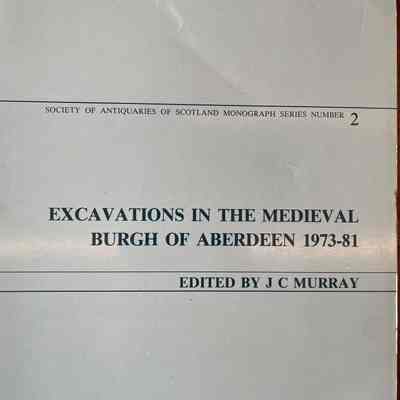 SOCIETY OF ANTIQUARIES OF SCOTLAND MONOGRAPH SERIES NUMBER 2
EXCAVATIONS IN THE MEDIEVAL
BURGH OF ABERDEEN 1973-81
EDITED BY J C MURRAY